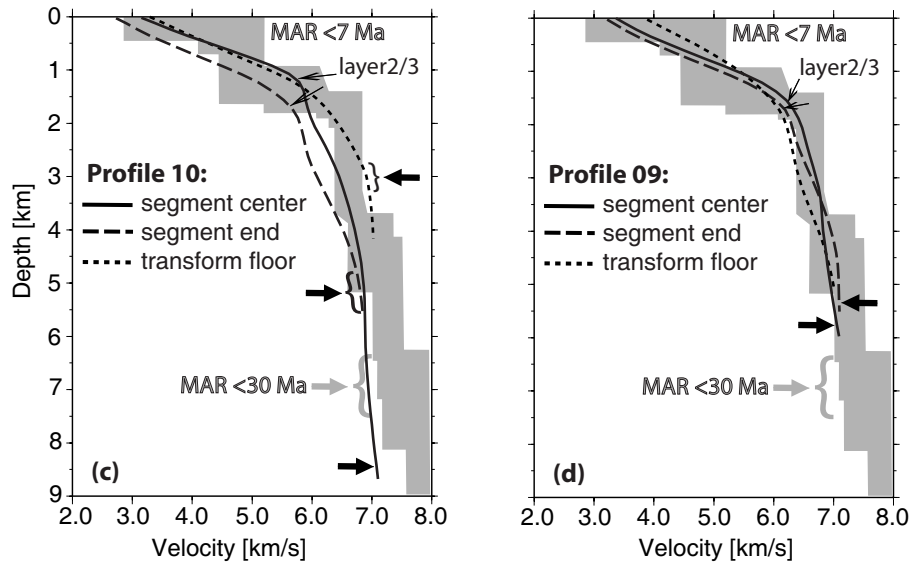 MAR <7 Ma
layer2/3
Profile 10:
segment center
segment end
transform floor
MAR <30 Ma
(c)
Depth [km]
0
1
2
3
4
5
6
7
8
9
2.0 3.0 4.0 5.0 6.0 7.0 8.0
Velocity [km/s]
MAR <7 Ma
layer2/3
Profile 09:
segment center
segment end
transform floor
MAR <30 Ma
(d)
2.0 3.0 4.0 5.0 6.0 7.0 8.0
Velocity [km/s]